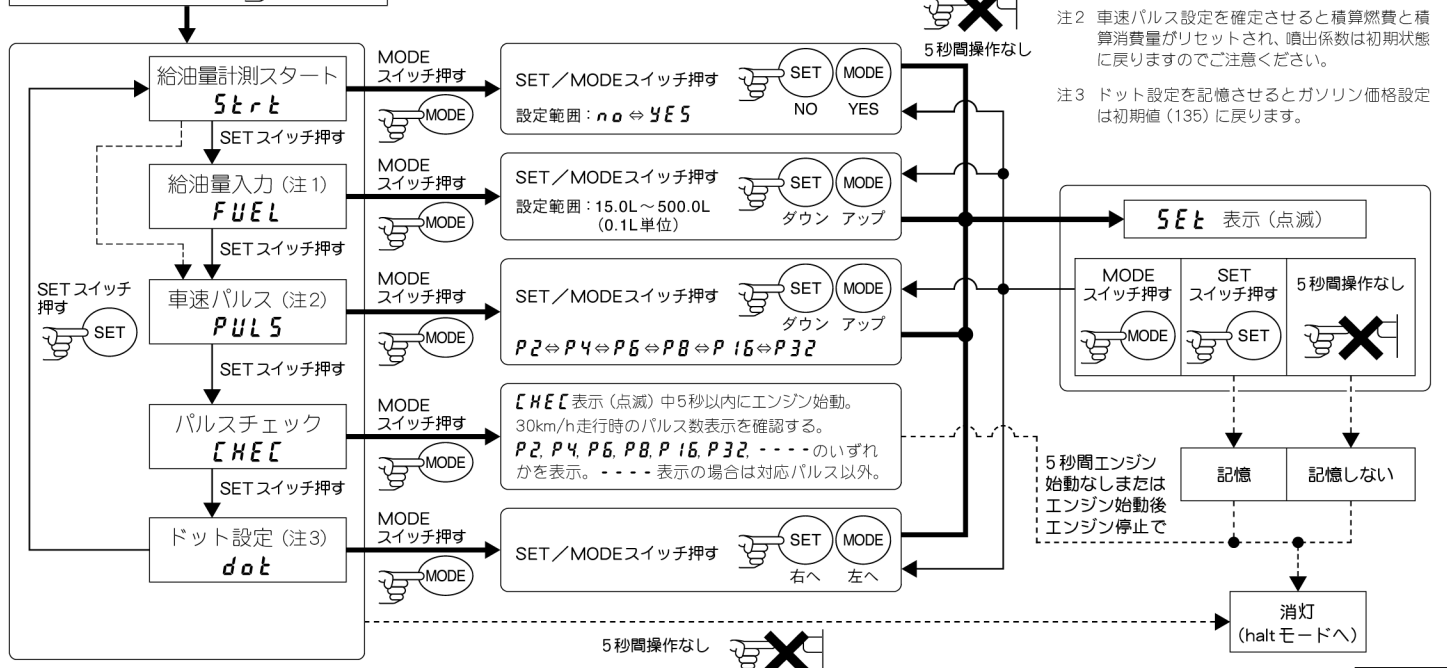 5秒間操作なし
注2 車速パルス設定を確定させると積算燃費と積
算消費量がリセットされ、噴出係数は初期状態
に戻りますのでご注意ください。
注3 ドット設定を記憶させるとガソリン価格設定
は初期値（135）に戻ります。
給油量計測スタート
Strt
MODE
スイッチ押す
MODE
SET／MODEスイッチ押す
設定範囲：no⇔YES
SET
MODE
NO
YES
SETスイッチ押す
給油量入力（注1）
FUEL
MODE
スイッチ押す
MODE
SET／MODEスイッチ押す
設定範囲：15.0L～500.0L
（0.1L単位）
SET
MODE
ダウン
アップ
SETスイッチ押す
SETスイッチ
押す
SET
車速パルス（注2）
PULS
MODE
スイッチ押す
MODE
SET／MODEスイッチ押す
SET
MODE
ダウン
アップ
P2⇔P4⇔P6⇔P8⇔P16⇔P32
SETスイッチ押す
パルスチェック
CHEC
MODE
スイッチ押す
MODE
CHEC表示（点滅）中5秒以内にエンジン始動。
30km/h走行時のパルス数表示を確認する。
P2, P4, P6, P8, P16, P32, ----のいずれ
かを表示。----表示の場合は対応パルス以外。
SETスイッチ押す
ドット設定（注3）
dot
MODE
スイッチ押す
MODE
SET／MODEスイッチ押す
SET
MODE
右へ
左へ
SEt 表示（点滅）
MODE
スイッチ押す
MODE
SET
スイッチ押す
SET
5秒間操作なし
5秒間エンジン
始動なしまたは
エンジン始動後
エンジン停止で
記憶
記憶しない
消灯
（haltモードへ）
5秒間操作なし